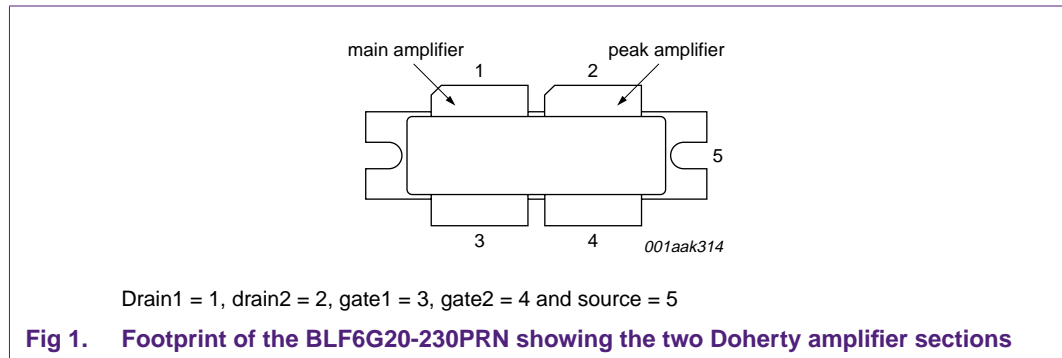 main amplifier peak amplifier
1 2
5
3 4
001aak314
Drain1 = 1, drain2 = 2, gate1 = 3, gate2 = 4 and source = 5
Fig 1. Footprint of the BLF6G20-230PRN showing the two Doherty amplifier sections